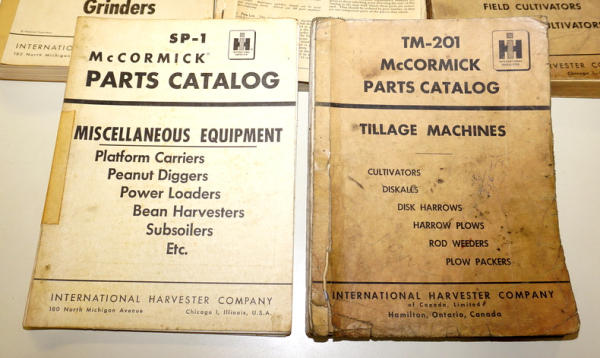 Grinders
FIELD CULTIVATORS
CULTIVATORS
INTERNATIONAL
SP-1
McCORMICK
PARTS CATALOG
MISCELLANEOUS EQUIPMENT
Platform Carriers
Peanut Diggers
Power Loaders
Bean Harvesters
Subsoilers
Etc.
INTERNATIONAL HARVESTER COMPANY
180 North Michigan Avenue Chicago 1, Illinois, U.S.A.
TM-201
McCORMICK
PARTS CATALOG
TILLAGE MACHINES
CULTIVATORS
DISKALLS
DISK HARROWS
HARROW PLOWS
ROD WEEDERS
PLOW PACKERS
INTERNATIONAL HARVESTER COMPANY
of Canada, Limited
Hamilton, Ontario, Canada